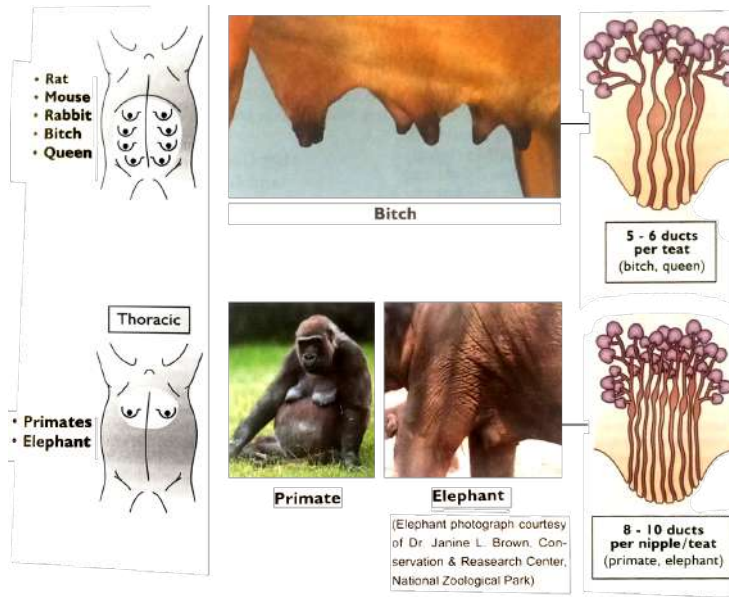 • Rat
• Mouse
• Rabbit
• Bitch
• Queen
Bitch
5 - 6 ducts
per teat
(bitch, queen)
Thoracic
• Primates
• Elephant
Primate
Elephant
(Elephant photograph courtesy
of Dr. Janine L. Brown, Con-
servation & Reasearch Center,
National Zoological Park)
8 - 10 ducts
per nipple/teat
(primate, elephant)